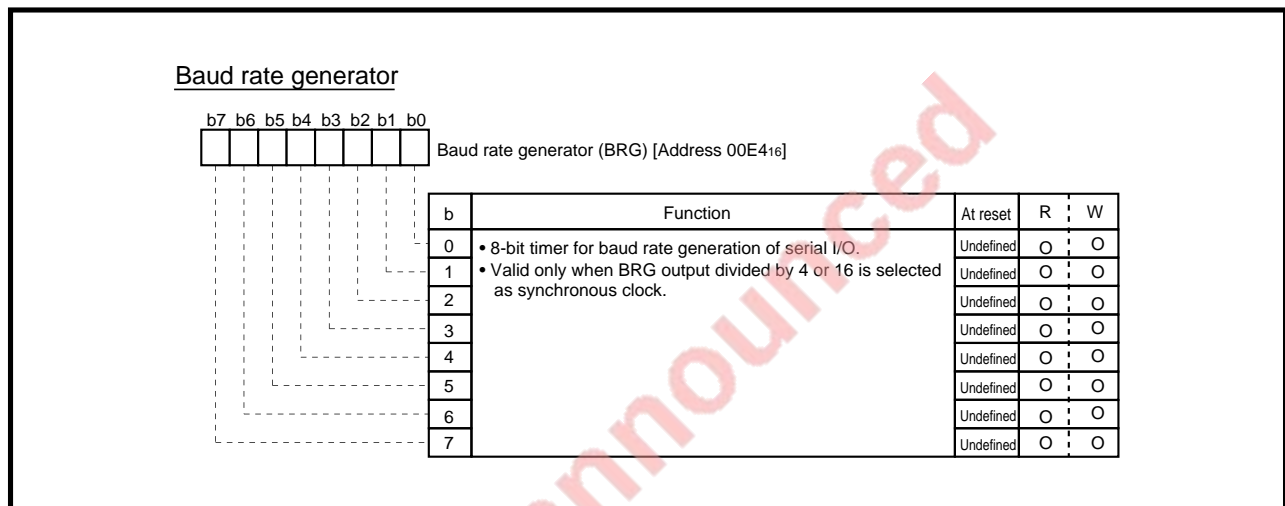 Baud rate generator
b7 b6 b5 b4 b3 b2 b1 b0
Baud rate generator (BRG) [Address 00E416]
b Function At reset R W
0 • 8-bit timer for baud rate generation of serial I/O. Undefined O O
1 • Valid only when BRG output divided by 4 or 16 is selected Undefined O O
2 as synchronous clock. Undefined O O
3 Undefined O O
4 Undefined O O
5 Undefined O O
6 Undefined O O
7 Undefined O O
nnounced